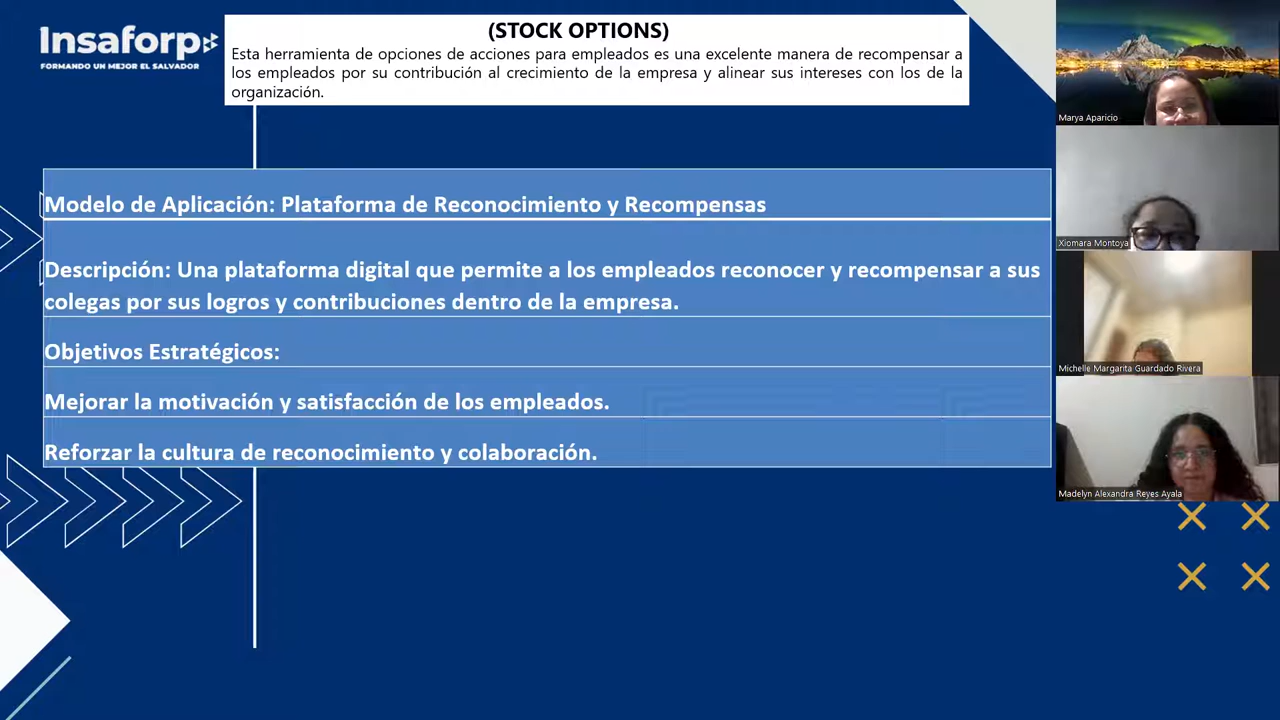 Insaforp
FORMANDO UN MEJOR EL SALVADOR
(STOCK OPTIONS)
Esta herramienta de opciones de acciones para empleados es una excelente manera de recompensar a
los empleados por su contribución al crecimiento de la empresa y alinear sus intereses con los de la
organización.
Modelo de Aplicación: Plataforma de Reconocimiento y Recompensas
Descripción: Una plataforma digital que permite a los empleados reconocer y recompensar a sus
colegas por sus logros y contribuciones dentro de la empresa.
Objetivos Estratégicos:
Mejorar la motivación y satisfacción de los empleados.
Reforzar la cultura de reconocimiento y colaboración.
Marya Aparicio
Xiomara Montoya
Michelle Margarita Guardado Rivera
Madelyn Alexandra Reyes Ayala